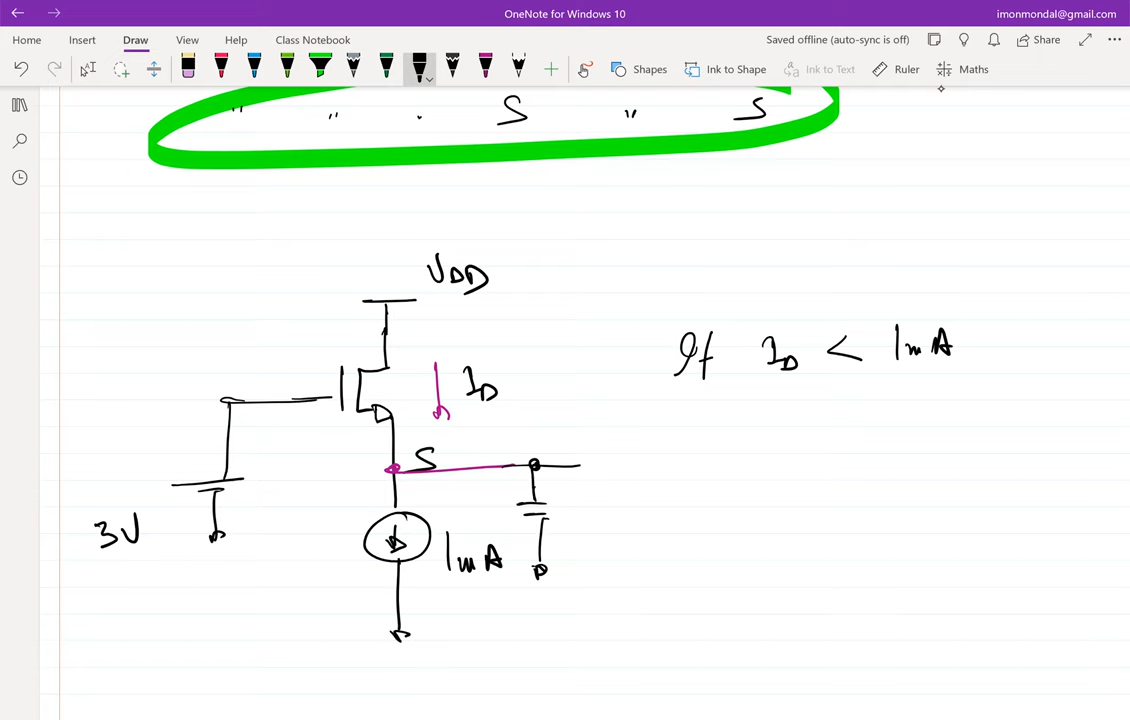 OneNote for Windows 10
imonmondal@gmail.com
Home Insert Draw View Help Class Notebook
Saved offline (auto-sync is off)
Share
Shapes Ink to Shape Ink to Text Ruler Maths
" " . S " S
VDD
If ID < 1mA
ID
S
3V
1mA